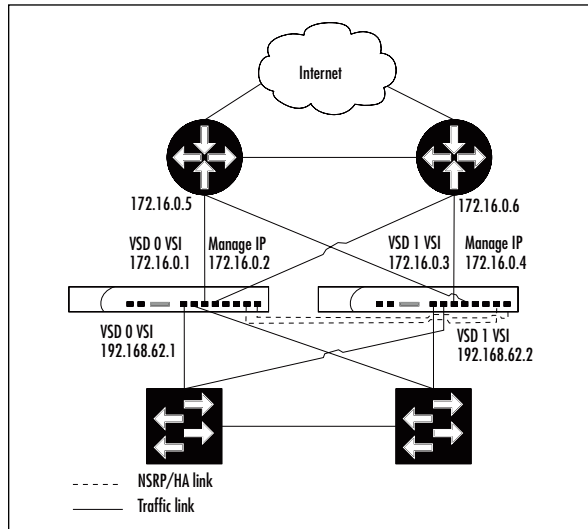 Internet
172.16.0.5
172.16.0.6
VSD 0 VSI
172.16.0.1
Manage IP
172.16.0.2
VSD 1 VSI
172.16.0.3
Manage IP
172.16.0.4
VSD 0 VSI
192.168.62.1
VSD 1 VSI
192.168.62.2
NSRP/HA link
Traffic link